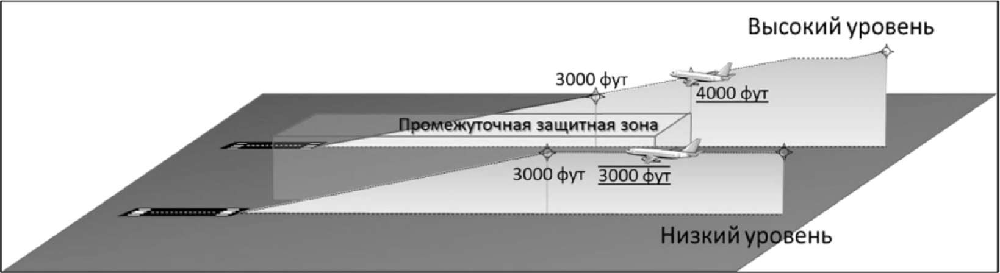 Высокий уровень
3000 фут
4000 фут
Промежуточная защитная зона
3000 фут
3000 фут
Низкий уровень